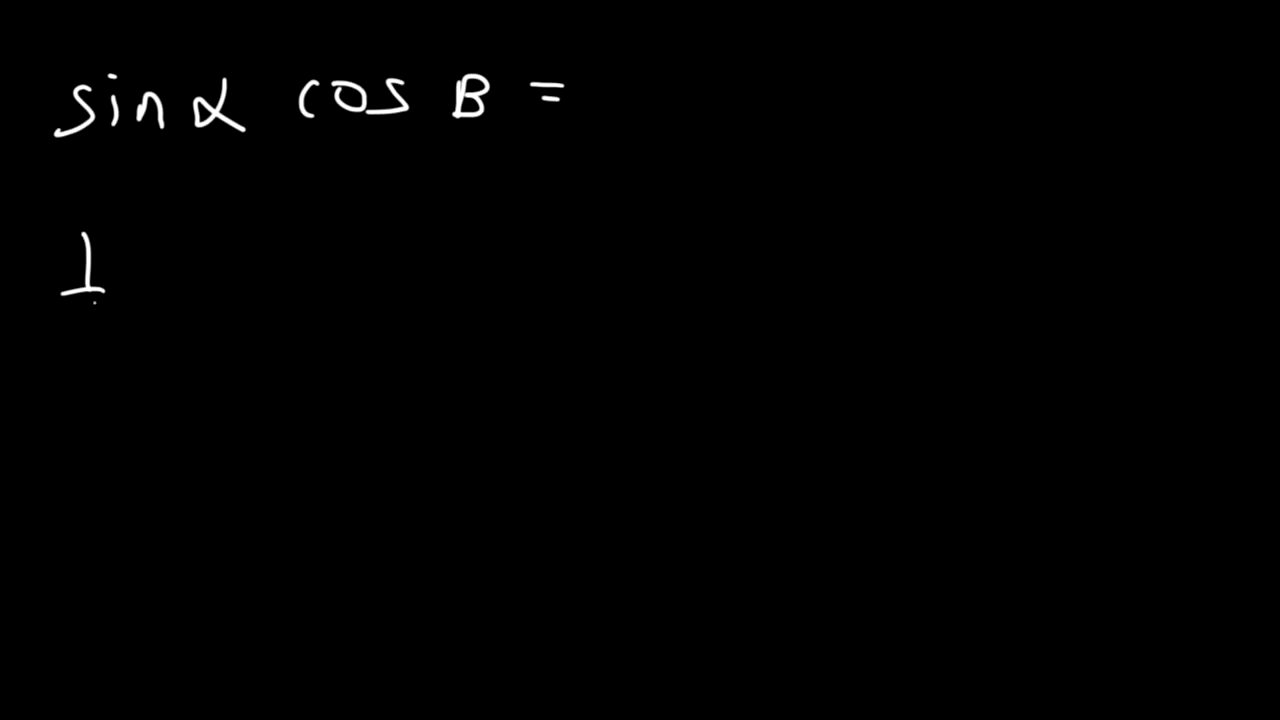 sin α cos β =
1